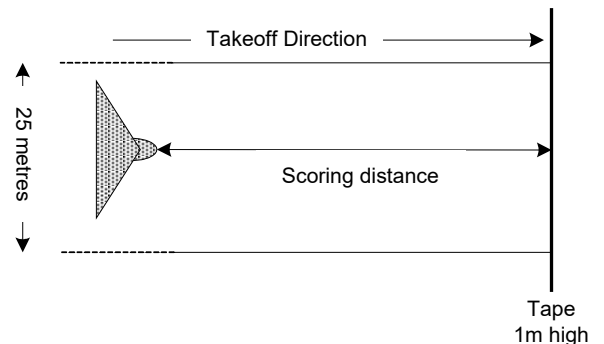 Takeoff Direction
25 metres
Scoring distance
Tape
1m high